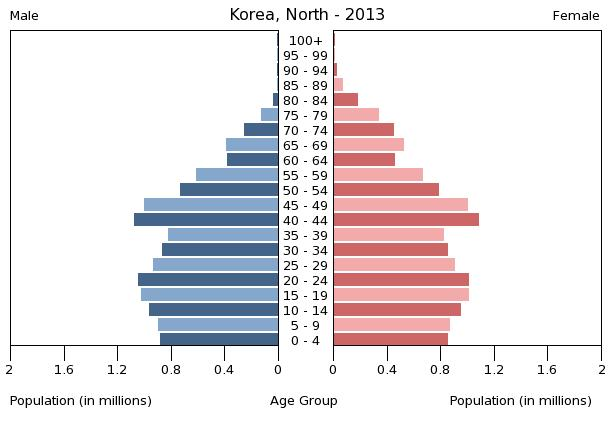 Male Korea, North - 2013 Female
100+
95 - 99
90 - 94
85 - 89
80 - 84
75 - 79
70 - 74
65 - 69
60 - 64
55 - 59
50 - 54
45 - 49
40 - 44
35 - 39
30 - 34
25 - 29
20 - 24
15 - 19
10 - 14
5 - 9
0 - 4
2 1.6 1.2 0.8 0.4 0 0 0.4 0.8 1.2 1.6 2
Population (in millions) Age Group Population (in millions)